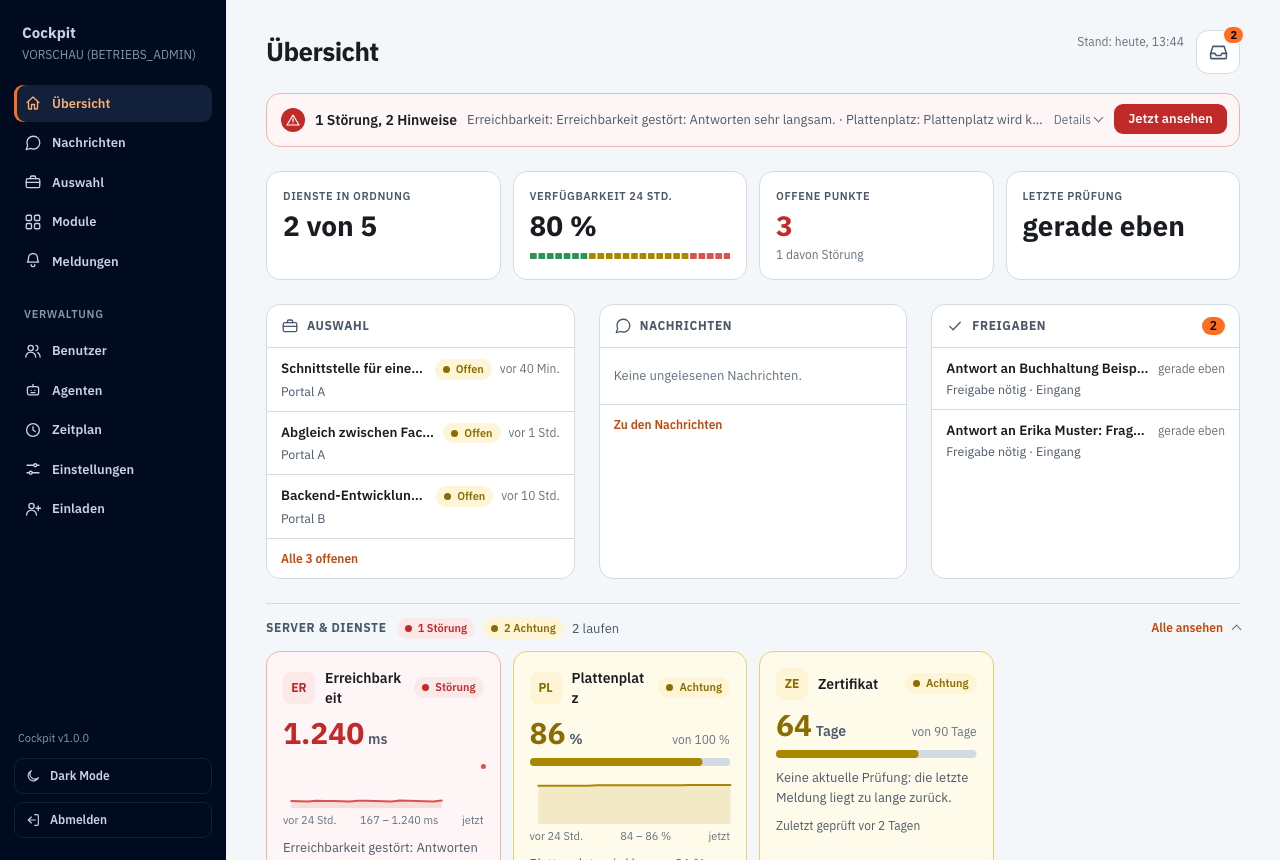 Cockpit
VORSCHAU (BETRIEBS_ADMIN)
Übersicht
Nachrichten
Auswahl
Module
Meldungen
VERWALTUNG
Benutzer
Agenten
Zeitplan
Einstellungen
Einladen
Cockpit v1.0.0
Dark Mode
Abmelden
Übersicht
Stand: heute, 13:44
2
1 Störung, 2 Hinweise
Erreichbarkeit: Erreichbarkeit gestört: Antworten sehr langsam. · Plattenplatz: Plattenplatz wird k...
Details
Jetzt ansehen
DIENSTE IN ORDNUNG
2 von 5
VERFÜGBARKEIT 24 STD.
80 %
OFFENE PUNKTE
3
1 davon Störung
LETZTE PRÜFUNG
gerade eben
AUSWAHL
Schnittstelle für eine... Offen vor 40 Min.
Portal A
Abgleich zwischen Fac... Offen vor 1 Std.
Portal A
Backend-Entwicklun... Offen vor 10 Std.
Portal B
Alle 3 offenen
NACHRICHTEN
Keine ungelesenen Nachrichten.
Zu den Nachrichten
FREIGABEN 2
Antwort an Buchhaltung Beisp... gerade eben
Freigabe nötig · Eingang
Antwort an Erika Muster: Frag... gerade eben
Freigabe nötig · Eingang
SERVER & DIENSTE 1 Störung 2 Achtung 2 laufen
Alle ansehen
ER
Erreichbark
eit
Störung
1.240 ms
vor 24 Std. 167 – 1.240 ms jetzt
Erreichbarkeit gestört: Antworten
PL
Plattenplat
z
Achtung
86 % von 100 %
vor 24 Std. 84 – 86 % jetzt
ZE Zertifikat Achtung
64 Tage von 90 Tage
Keine aktuelle Prüfung: die letzte
Meldung liegt zu lange zurück.
Zuletzt geprüft vor 2 Tagen